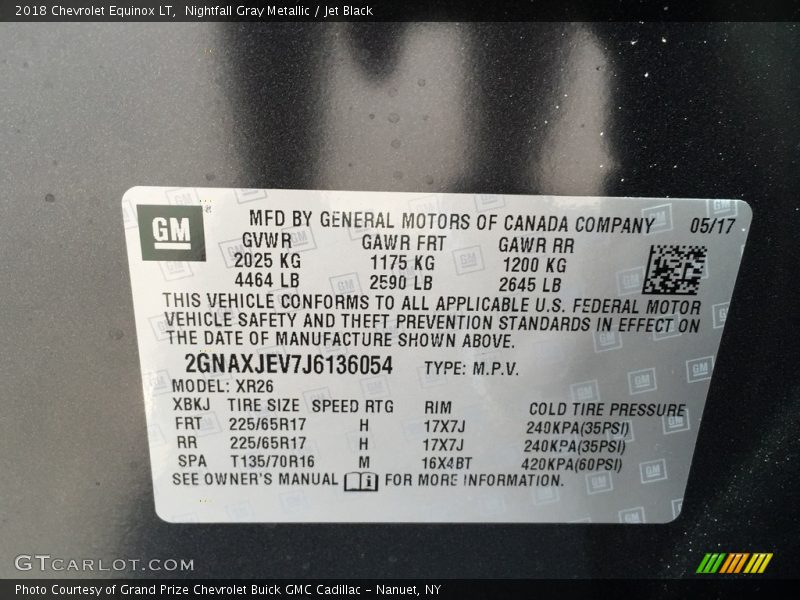 2018 Chevrolet Equinox LT,  Nightfall Gray Metallic / Jet Black
GM ®
MFD BY GENERAL MOTORS OF CANADA COMPANY 05/17
GVWR GAWR FRT GAWR RR
2025 KG 1175 KG 1200 KG
4464 LB 2590 LB 2645 LB
THIS VEHICLE CONFORMS TO ALL APPLICABLE U.S. FEDERAL MOTOR
VEHICLE SAFETY AND THEFT PREVENTION STANDARDS IN EFFECT ON
THE DATE OF MANUFACTURE SHOWN ABOVE.
2GNAXJEV7J6136054 TYPE: M.P.V.
MODEL: XR26
XBKJ TIRE SIZE SPEED RTG RIM COLD TIRE PRESSURE
FRT 225/65R17 H 17X7J 240KPA(35PSI)
RR 225/65R17 H 17X7J 240KPA(35PSI)
SPA T135/70R16 M 16X4BT 420KPA(60PSI)
SEE OWNER'S MANUAL i FOR MORE INFORMATION.
GTCARLOT.COM
Photo Courtesy of Grand Prize Chevrolet Buick GMC Cadillac - Nanuet, NY